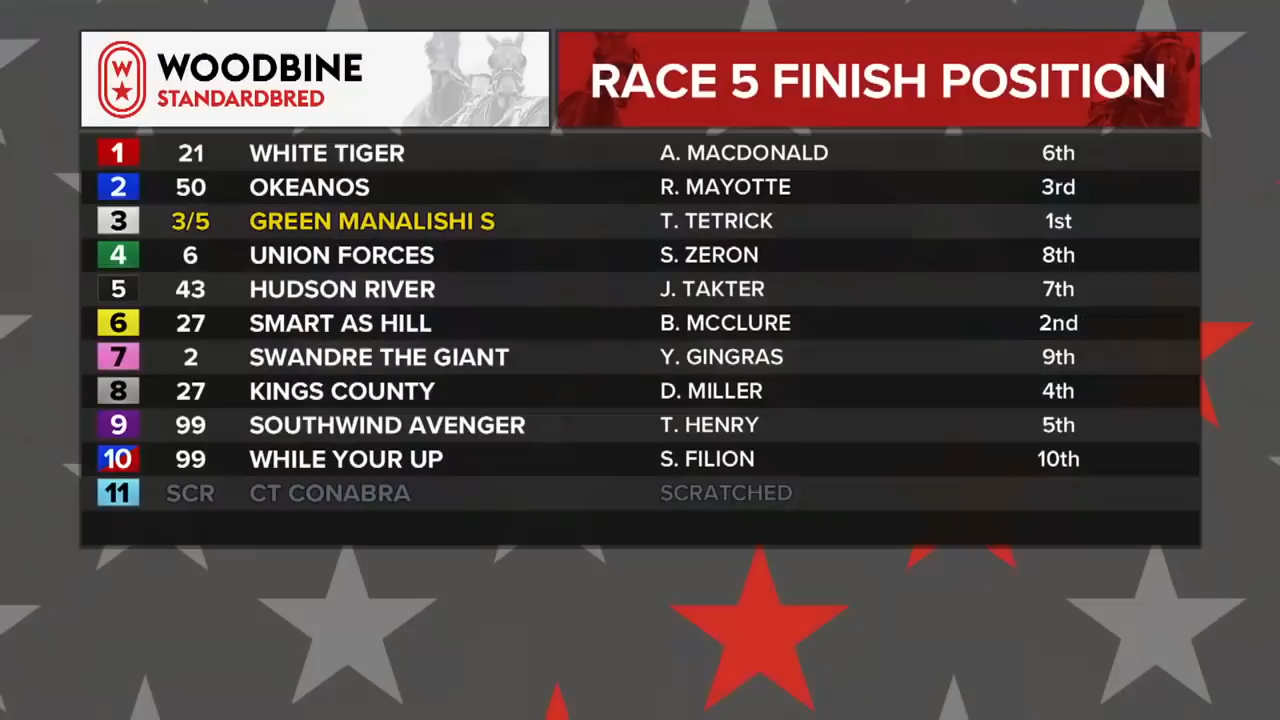 W
WOODBINE
STANDARDBRED
RACE 5 FINISH POSITION
1 21 WHITE TIGER A. MACDONALD 6th
2 50 OKEANOS R. MAYOTTE 3rd
3 3/5 GREEN MANALISHI S T. TETRICK 1st
4 6 UNION FORCES S. ZERON 8th
5 43 HUDSON RIVER J. TAKTER 7th
6 27 SMART AS HILL B. MCCLURE 2nd
7 2 SWANDRE THE GIANT Y. GINGRAS 9th
8 27 KINGS COUNTY D. MILLER 4th
9 99 SOUTHWIND AVENGER T. HENRY 5th
10 99 WHILE YOUR UP S. FILION 10th
11 SCR CT CONABRA SCRATCHED